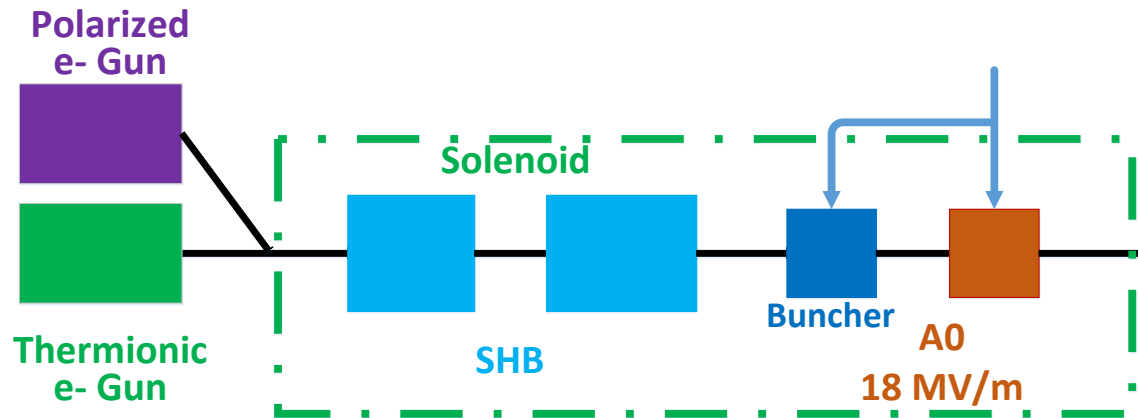 Polarized
e- Gun
Solenoid
Thermionic
e- Gun
SHB
Buncher
A0
18 MV/m